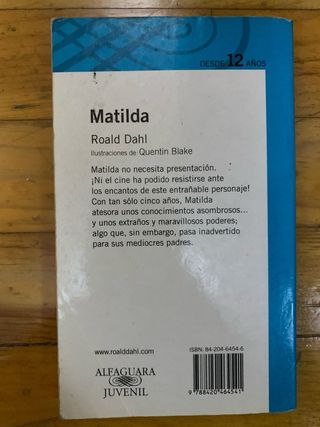 DESDE 12 AÑOS
Matilda
Roald Dahl
Ilustraciones de Quentin Blake
Matilda no necesita presentación.
¡Ni el cine ha podido resistirse ante
los encantos de este entrañable personaje!
Con tan sólo cinco años, Matilda
atesora unos conocimientos asombrosos...
y unos extraños y maravillosos poderes;
algo que, sin embargo, pasa inadvertido
para sus mediocres padres.
www.roalddahl.com
ALFAGUARA
JUVENIL
ISBN: 84-204-6454-6
9 788420 464541